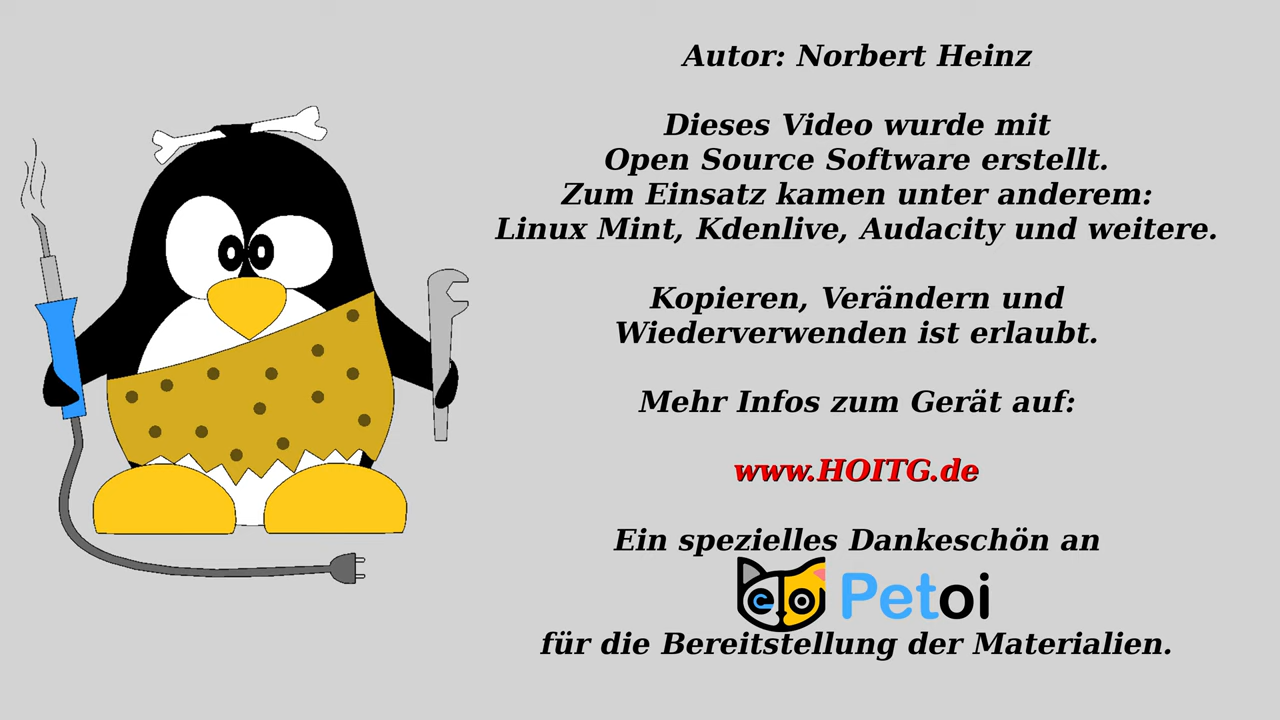 Autor: Norbert Heinz
Dieses Video wurde mit
Open Source Software erstellt.
Zum Einsatz kamen unter anderem:
Linux Mint, Kdenlive, Audacity und weitere.
Kopieren, Verändern und
Wiederverwenden ist erlaubt.
Mehr Infos zum Gerät auf:
www.HOITG.de
Ein spezielles Dankeschön an
Petoi
für die Bereitstellung der Materialien.